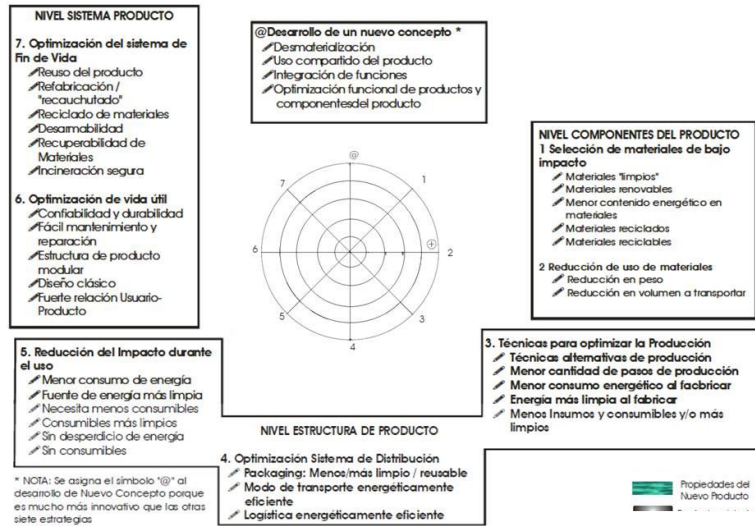 NIVEL SISTEMA PRODUCTO
7. Optimización del sistema de
Fin de Vida
Reuso del producto
Refabricación /
"recauchutado"
Reciclado de materiales
Desarmabilidad
Recuperabilidad de
Materiales
Incineración segura
6. Optimización de vida útil
Confiabilidad y durabilidad
Fácil mantenimiento y
reparación
Estructura de producto
modular
Diseño clásico
Fuerte relación Usuario-
Producto
@Desarrollo de un nuevo concepto *
Desmaterialización
Uso compartido del producto
Integración de funciones
Optimización funcional de productos y
componentesdel producto
@
1
2
3
4
5
6
7
NIVEL COMPONENTES DEL PRODUCTO
1 Selección de materiales de bajo
impacto
Materiales "limpios"
Materiales renovables
Menor contenido energético en
materiales
Materiales reciclados
Materiales reciclables
2 Reducción de uso de materiales
Reducción en peso
Reducción en volumen a transportar
3. Técnicas para optimizar la Producción
Técnicas alternativas de producción
Menor cantidad de pasos de producción
Menor consumo energético al facbricar
Energía más limpia al fabricar
Menos Insumos y consumibles y/o más
limpios
5. Reducción del Impacto durante
el uso
Menor consumo de energía
Fuente de energía más limpia
Necesita menos consumibles
Consumibles más limpios
Sin desperdicio de energía
Sin consumibles
NIVEL ESTRUCTURA DE PRODUCTO
4. Optimización Sistema de Distribución
Packaging: Menos/más limpio / reusable
Modo de transporte energéticamente
eficiente
Logística energéticamente eficiente
* NOTA: Se asigna el símbolo "@" al
desarrollo de Nuevo Concepto porque
es mucho más innovativo que las otras
siete estrategias
Propiedades del
Nuevo Producto